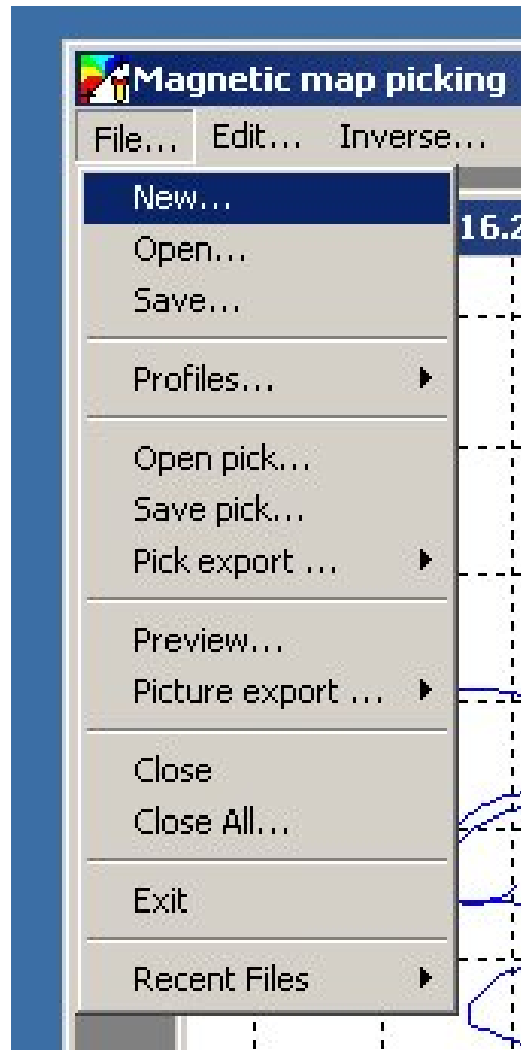 Magnetic map picking
File... Edit... Inverse...
New...
16.2
Open...
Save...
Profiles...
Open pick...
Save pick...
Pick export ...
Preview...
Picture export ...
Close
Close All...
Exit
Recent Files